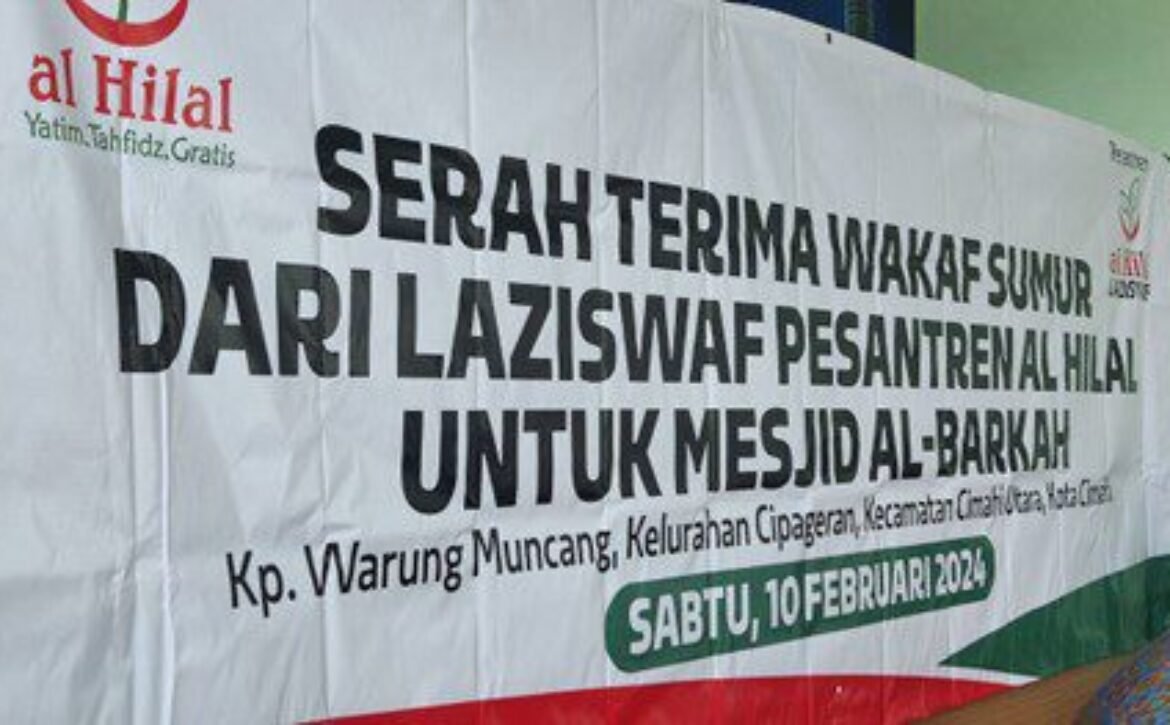 al Hilal
Yatim.Tahfidz.Gratis
SERAH TERIMA WAKAF SUMUR
DARI LAZISWAF PESANTREN AL HILAL
UNTUK MESJID AL-BARKAH
Kp. Warung Muncang, Kelurahan Cipageran, Kecamatan Cimahi Utara, Kota Cimahi
SABTU, 10 FEBRUARI 2024